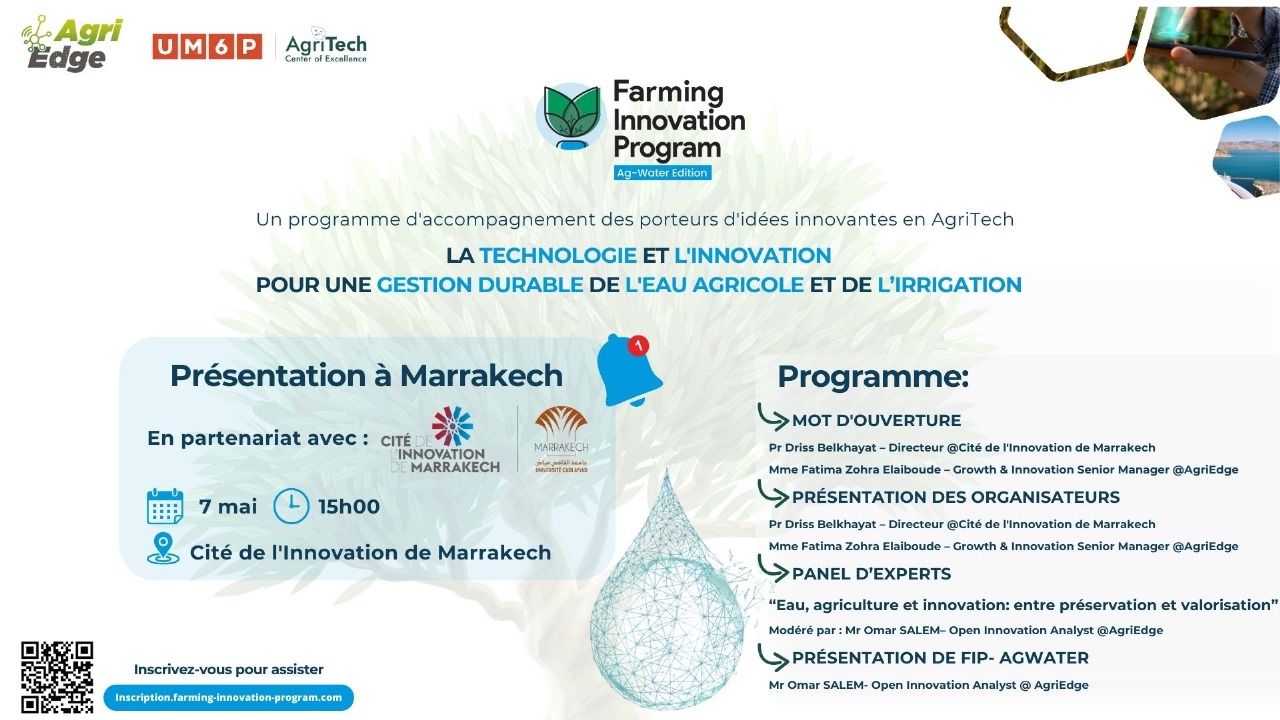 Agri
Edge
UM6P
AgriTech
Center of Excellence
Farming
Innovation
Program
Ag-Water Edition
Un programme d'accompagnement des porteurs d'idées innovantes en AgriTech
LA TECHNOLOGIE ET L'INNOVATION
POUR UNE GESTION DURABLE DE L'EAU AGRICOLE ET DE L’IRRIGATION
Présentation à Marrakech
1
En partenariat avec :
CITÉ DE
L'INNOVATION
DE MARRAKECH
MARRAKECH
جامعة القاضي عياض
UNIVERSITÉ CADI AYYAD
7 mai 15h00
Cité de l'Innovation de Marrakech
Inscrivez-vous pour assister
Inscription.farming-innovation-program.com
Programme:
MOT D'OUVERTURE
Pr Driss Belkhayat – Directeur @Cité de l'Innovation de Marrakech
Mme Fatima Zohra Elaiboude – Growth & Innovation Senior Manager @AgriEdge
PRÉSENTATION DES ORGANISATEURS
Pr Driss Belkhayat – Directeur @Cité de l'Innovation de Marrakech
Mme Fatima Zohra Elaiboude – Growth & Innovation Senior Manager @AgriEdge
PANEL D’EXPERTS
“Eau, agriculture et innovation: entre préservation et valorisation”
Modéré par : Mr Omar SALEM– Open Innovation Analyst @AgriEdge
PRÉSENTATION DE FIP- AGWATER
Mr Omar SALEM- Open Innovation Analyst @ AgriEdge